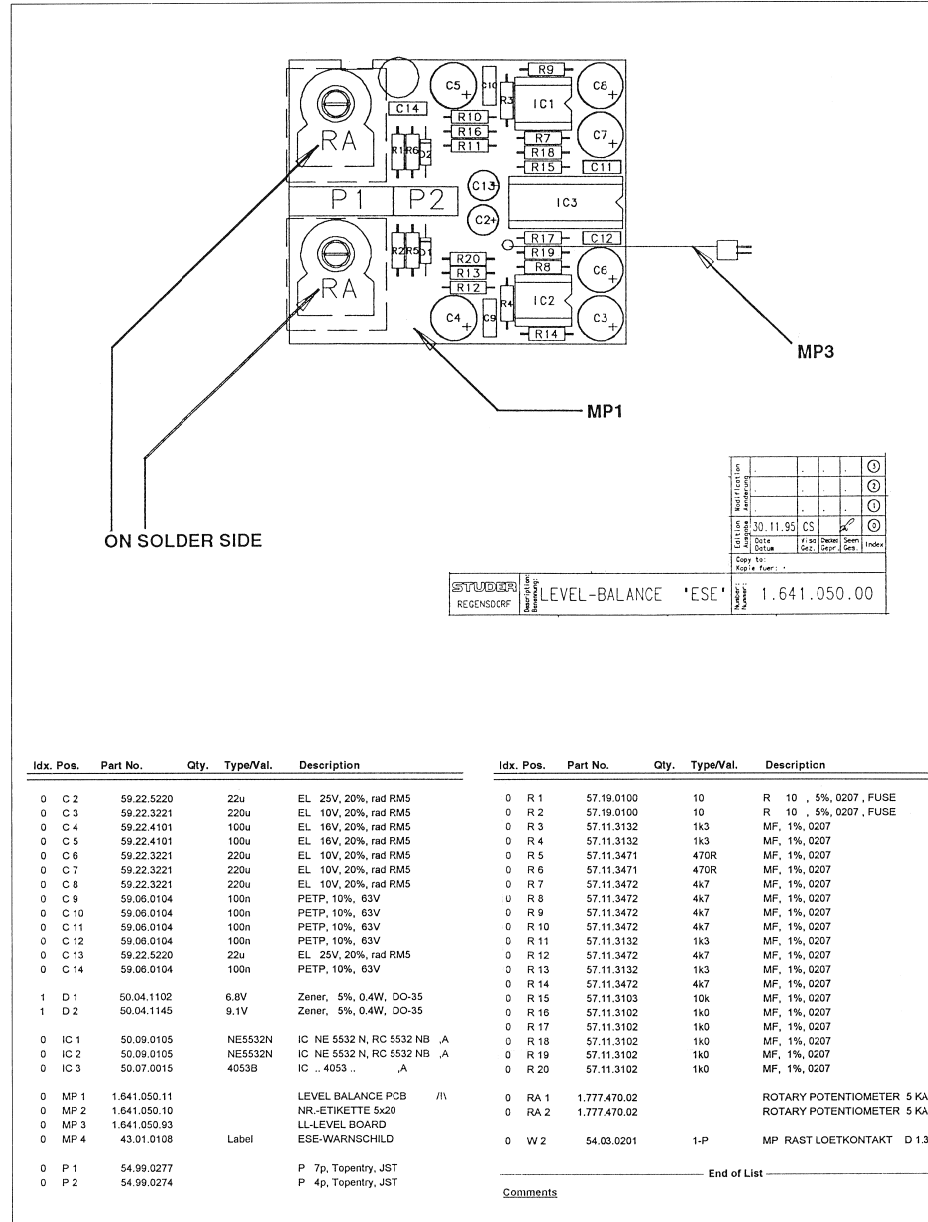 C5
C10
R9
C8
R3
IC1
C14
R10
R16
R11
C7
RA
R1
R6
D2
R7
R18
R15
C11
C13
P1
P2
IC3
C2
R17
C12
R2
R5
D1
R20
R19
R13
R8
C6
RA
R12
R4
IC2
C4
C9
C3
R14
MP3
MP1
ON SOLDER SIDE
Modification
Aenderung
3
2
1
Edition
Ausgabe
30.11.95 CS 0
Date Visa Seen Index
Datum Gez. Gepr. Ges.
Copy to:
Kopie fuer:
STUDER
REGENSDORF
Description:
Benennung:
LEVEL-BALANCE "ESE"
Number:
Nummer:
1.641.050.00
Idx. Pos. Part No. Qty. Type/Val. Description
0 C 2 59.22.5220 22u EL 25V, 20%, rad RM5
0 C 3 59.22.3221 220u EL 10V, 20%, rad RM5
0 C 4 59.22.4101 100u EL 16V, 20%, rad RM5
0 C 5 59.22.4101 100u EL 16V, 20%, rad RM5
0 C 6 59.22.3221 220u EL 10V, 20%, rad RM5
0 C 7 59.22.3221 220u EL 10V, 20%, rad RM5
0 C 8 59.22.3221 220u EL 10V, 20%, rad RM5
0 C 9 59.06.0104 100n PETP, 10%, 63V
0 C 10 59.06.0104 100n PETP, 10%, 63V
0 C 11 59.06.0104 100n PETP, 10%, 63V
0 C 12 59.06.0104 100n PETP, 10%, 63V
0 C 13 59.22.5220 22u EL 25V, 20%, rad RM5
0 C 14 59.06.0104 100n PETP, 10%, 63V
1 D 1 50.04.1102 6.8V Zener, 5%, 0.4W, DO-35
1 D 2 50.04.1145 9.1V Zener, 5%, 0.4W, DO-35
0 IC 1 50.09.0105 NE5532N IC NE 5532 N, RC 5532 NB ,A
0 IC 2 50.09.0105 NE5532N IC NE 5532 N, RC 5532 NB ,A
0 IC 3 50.07.0015 4053B IC .. 4053 .. ,A
0 MP 1 1.641.050.11 LEVEL BALANCE PCB /!\
0 MP 2 1.641.050.10 NR.-ETIKETTE 5x20
0 MP 3 1.641.050.93 LL-LEVEL BOARD
0 MP 4 43.01.0108 Label ESE-WARNSCHILD
0 P 1 54.99.0277 P 7p, Topentry, JST
0 P 2 54.99.0274 P 4p, Topentry, JST
Idx. Pos. Part No. Qty. Type/Val. Description
0 R 1 57.19.0100 10 R 10 , 5%, 0207 , FUSE
0 R 2 57.19.0100 10 R 10 , 5%, 0207 , FUSE
0 R 3 57.11.3132 1k3 MF, 1%, 0207
0 R 4 57.11.3132 1k3 MF, 1%, 0207
0 R 5 57.11.3471 470R MF, 1%, 0207
0 R 6 57.11.3471 470R MF, 1%, 0207
0 R 7 57.11.3472 4k7 MF, 1%, 0207
0 R 8 57.11.3472 4k7 MF, 1%, 0207
0 R 9 57.11.3472 4k7 MF, 1%, 0207
0 R 10 57.11.3472 4k7 MF, 1%, 0207
0 R 11 57.11.3132 1k3 MF, 1%, 0207
0 R 12 57.11.3472 4k7 MF, 1%, 0207
0 R 13 57.11.3132 1k3 MF, 1%, 0207
0 R 14 57.11.3472 4k7 MF, 1%, 0207
0 R 15 57.11.3103 10k MF, 1%, 0207
0 R 16 57.11.3102 1k0 MF, 1%, 0207
0 R 17 57.11.3102 1k0 MF, 1%, 0207
0 R 18 57.11.3102 1k0 MF, 1%, 0207
0 R 19 57.11.3102 1k0 MF, 1%, 0207
0 R 20 57.11.3102 1k0 MF, 1%, 0207
0 RA 1 1.777.470.02 ROTARY POTENTIOMETER 5 KA
0 RA 2 1.777.470.02 ROTARY POTENTIOMETER 5 KA
0 W 2 54.03.0201 1-P MP RAST LOETKONTAKT D 1.3
End of List
Comments